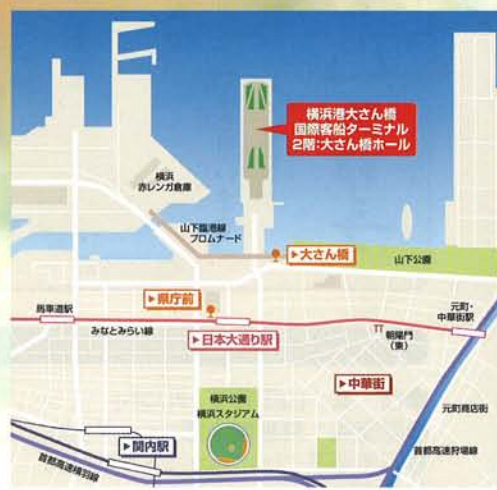 横浜港大さん橋
国際客船ターミナル
2階:大さん橋ホール
横浜
赤レンガ倉庫
山下臨港線
プロムナード
▶大さん橋
山下公園
▶県庁前
馬車道駅
みなとみらい線
▶日本大通り駅
元町・
中華街駅
朝陽門
(東)
▶中華街
横浜公園
横浜スタジアム
元町商店街
▶関内駅
首都高速横羽線
首都高速狩場線